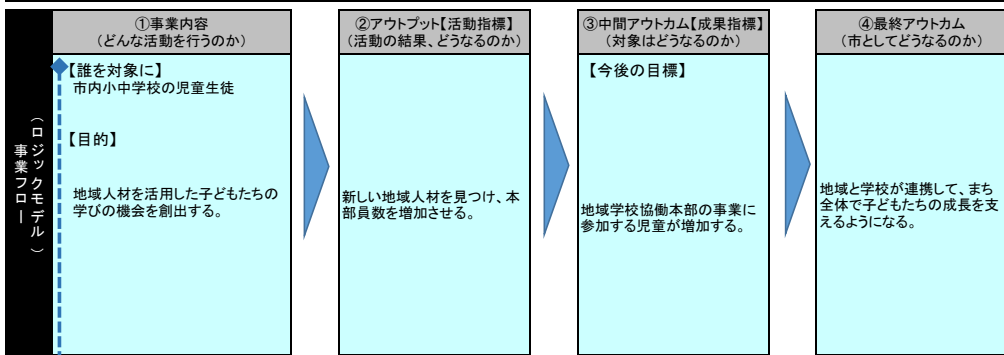 事業フロー
（ロジックモデル）
①事業内容
（どんな活動を行うのか）
【誰を対象に】
市内小中学校の児童生徒
【目的】
地域人材を活用した子どもたちの
学びの機会を創出する。
②アウトプット【活動指標】
（活動の結果、どうなるのか）
新しい地域人材を見つけ、本
部員数を増加させる。
③中間アウトカム【成果指標】
（対象はどうなるのか）
【今後の目標】
地域学校協働本部の事業に
参加する児童が増加する。
④最終アウトカム
（市としてどうなるのか）
地域と学校が連携して、まち
全体で子どもたちの成長を支
えるようになる。